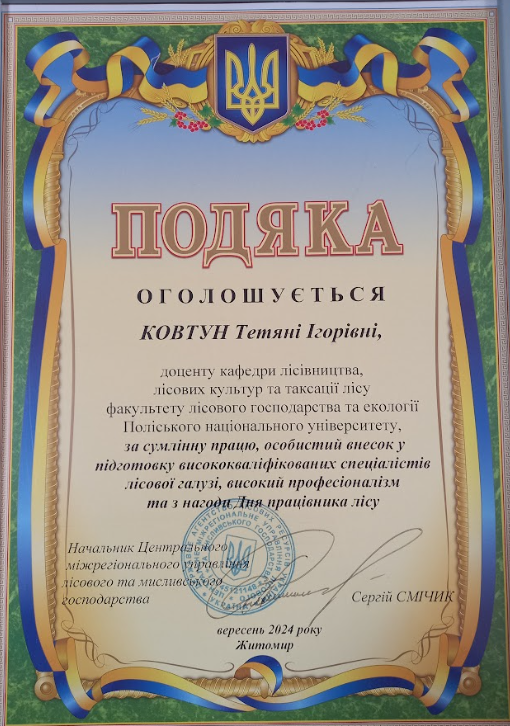 ПОДЯКА
ОГОЛОШУЄТЬСЯ
КОВТУН Тетяні Ігорівні,
доценту кафедри лісівництва,
лісових культур та таксації лісу
факультету лісового господарства та екології
Поліського національного університету,
за сумлінну працю, особистий внесок у
підготовку висококваліфікованих спеціалістів
лісової галузі, високий професіоналізм
та з нагоди Дня працівника лісу
Начальник Центрального
міжрегіонального управління
лісового та мисливського
господарства
Сергій СМІЧИК
вересень 2024 року
Житомир